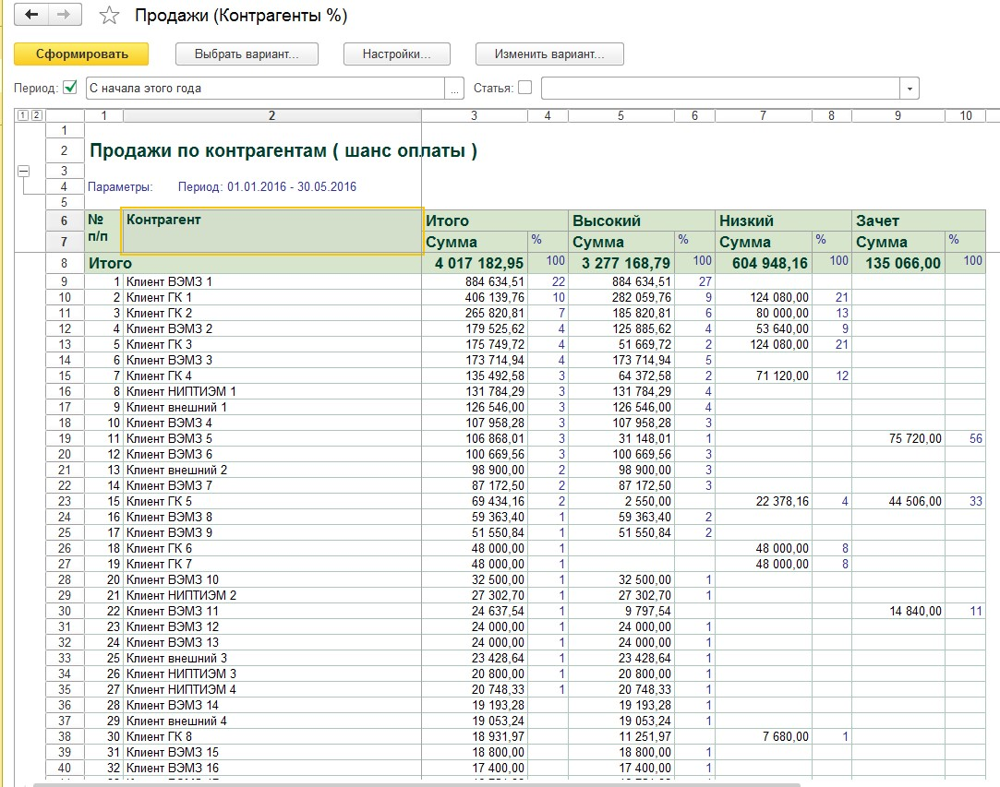 Продажи (Контрагенты %)
Сформировать Выбрать вариант... Настройки... Изменить вариант...
Период: С начала этого года ... Статья:
1 2 1 2 3 4 5 6 7 8 9 10
1
2 Продажи по контрагентам ( шанс оплаты )
3
4 Параметры: Период: 01.01.2016 - 30.05.2016
5
6 № п/п Контрагент Итого Высокий Низкий Зачет
7 Сумма % Сумма % Сумма % Сумма %
8 Итого 4 017 182,95 100 3 277 168,79 100 604 948,16 100 135 066,00 100
9 1 Клиент ВЭМЗ 1 884 634,51 22 884 634,51 27
10 2 Клиент ГК 1 406 139,76 10 282 059,76 9 124 080,00 21
11 3 Клиент ГК 2 265 820,81 7 185 820,81 6 80 000,00 13
12 4 Клиент ВЭМЗ 2 179 525,62 4 125 885,62 4 53 640,00 9
13 5 Клиент ГК 3 175 749,72 4 51 669,72 2 124 080,00 21
14 6 Клиент ВЭМЗ 3 173 714,94 4 173 714,94 5
15 7 Клиент ГК 4 135 492,58 3 64 372,58 2 71 120,00 12
16 8 Клиент НИПТИЭМ 1 131 784,29 3 131 784,29 4
17 9 Клиент внешний 1 126 546,00 3 126 546,00 4
18 10 Клиент ВЭМЗ 4 107 958,28 3 107 958,28 3
19 11 Клиент ВЭМЗ 5 106 868,01 3 31 148,01 1 75 720,00 56
20 12 Клиент ВЭМЗ 6 100 669,56 3 100 669,56 3
21 13 Клиент внешний 2 98 900,00 2 98 900,00 3
22 14 Клиент ВЭМЗ 7 87 172,50 2 87 172,50 3
23 15 Клиент ГК 5 69 434,16 2 2 550,00 22 378,16 4 44 506,00 33
24 16 Клиент ВЭМЗ 8 59 363,40 1 59 363,40 2
25 17 Клиент ВЭМЗ 9 51 550,84 1 51 550,84 2
26 18 Клиент ГК 6 48 000,00 1 48 000,00 8
27 19 Клиент ГК 7 48 000,00 1 48 000,00 8
28 20 Клиент ВЭМЗ 10 32 500,00 1 32 500,00 1
29 21 Клиент НИПТИЭМ 2 27 302,70 1 27 302,70 1
30 22 Клиент ВЭМЗ 11 24 637,54 1 9 797,54 14 840,00 11
31 23 Клиент ВЭМЗ 12 24 000,00 1 24 000,00 1
32 24 Клиент ВЭМЗ 13 24 000,00 1 24 000,00 1
33 25 Клиент внешний 3 23 428,64 1 23 428,64 1
34 26 Клиент НИПТИЭМ 3 20 800,00 1 20 800,00 1
35 27 Клиент НИПТИЭМ 4 20 748,33 1 20 748,33 1
36 28 Клиент ВЭМЗ 14 19 193,28 19 193,28 1
37 29 Клиент внешний 4 19 053,24 19 053,24 1
38 30 Клиент ГК 8 18 931,97 11 251,97 7 680,00 1
39 31 Клиент ВЭМЗ 15 18 800,00 18 800,00 1
40 32 Клиент ВЭМЗ 16 17 400,00 17 400,00 1